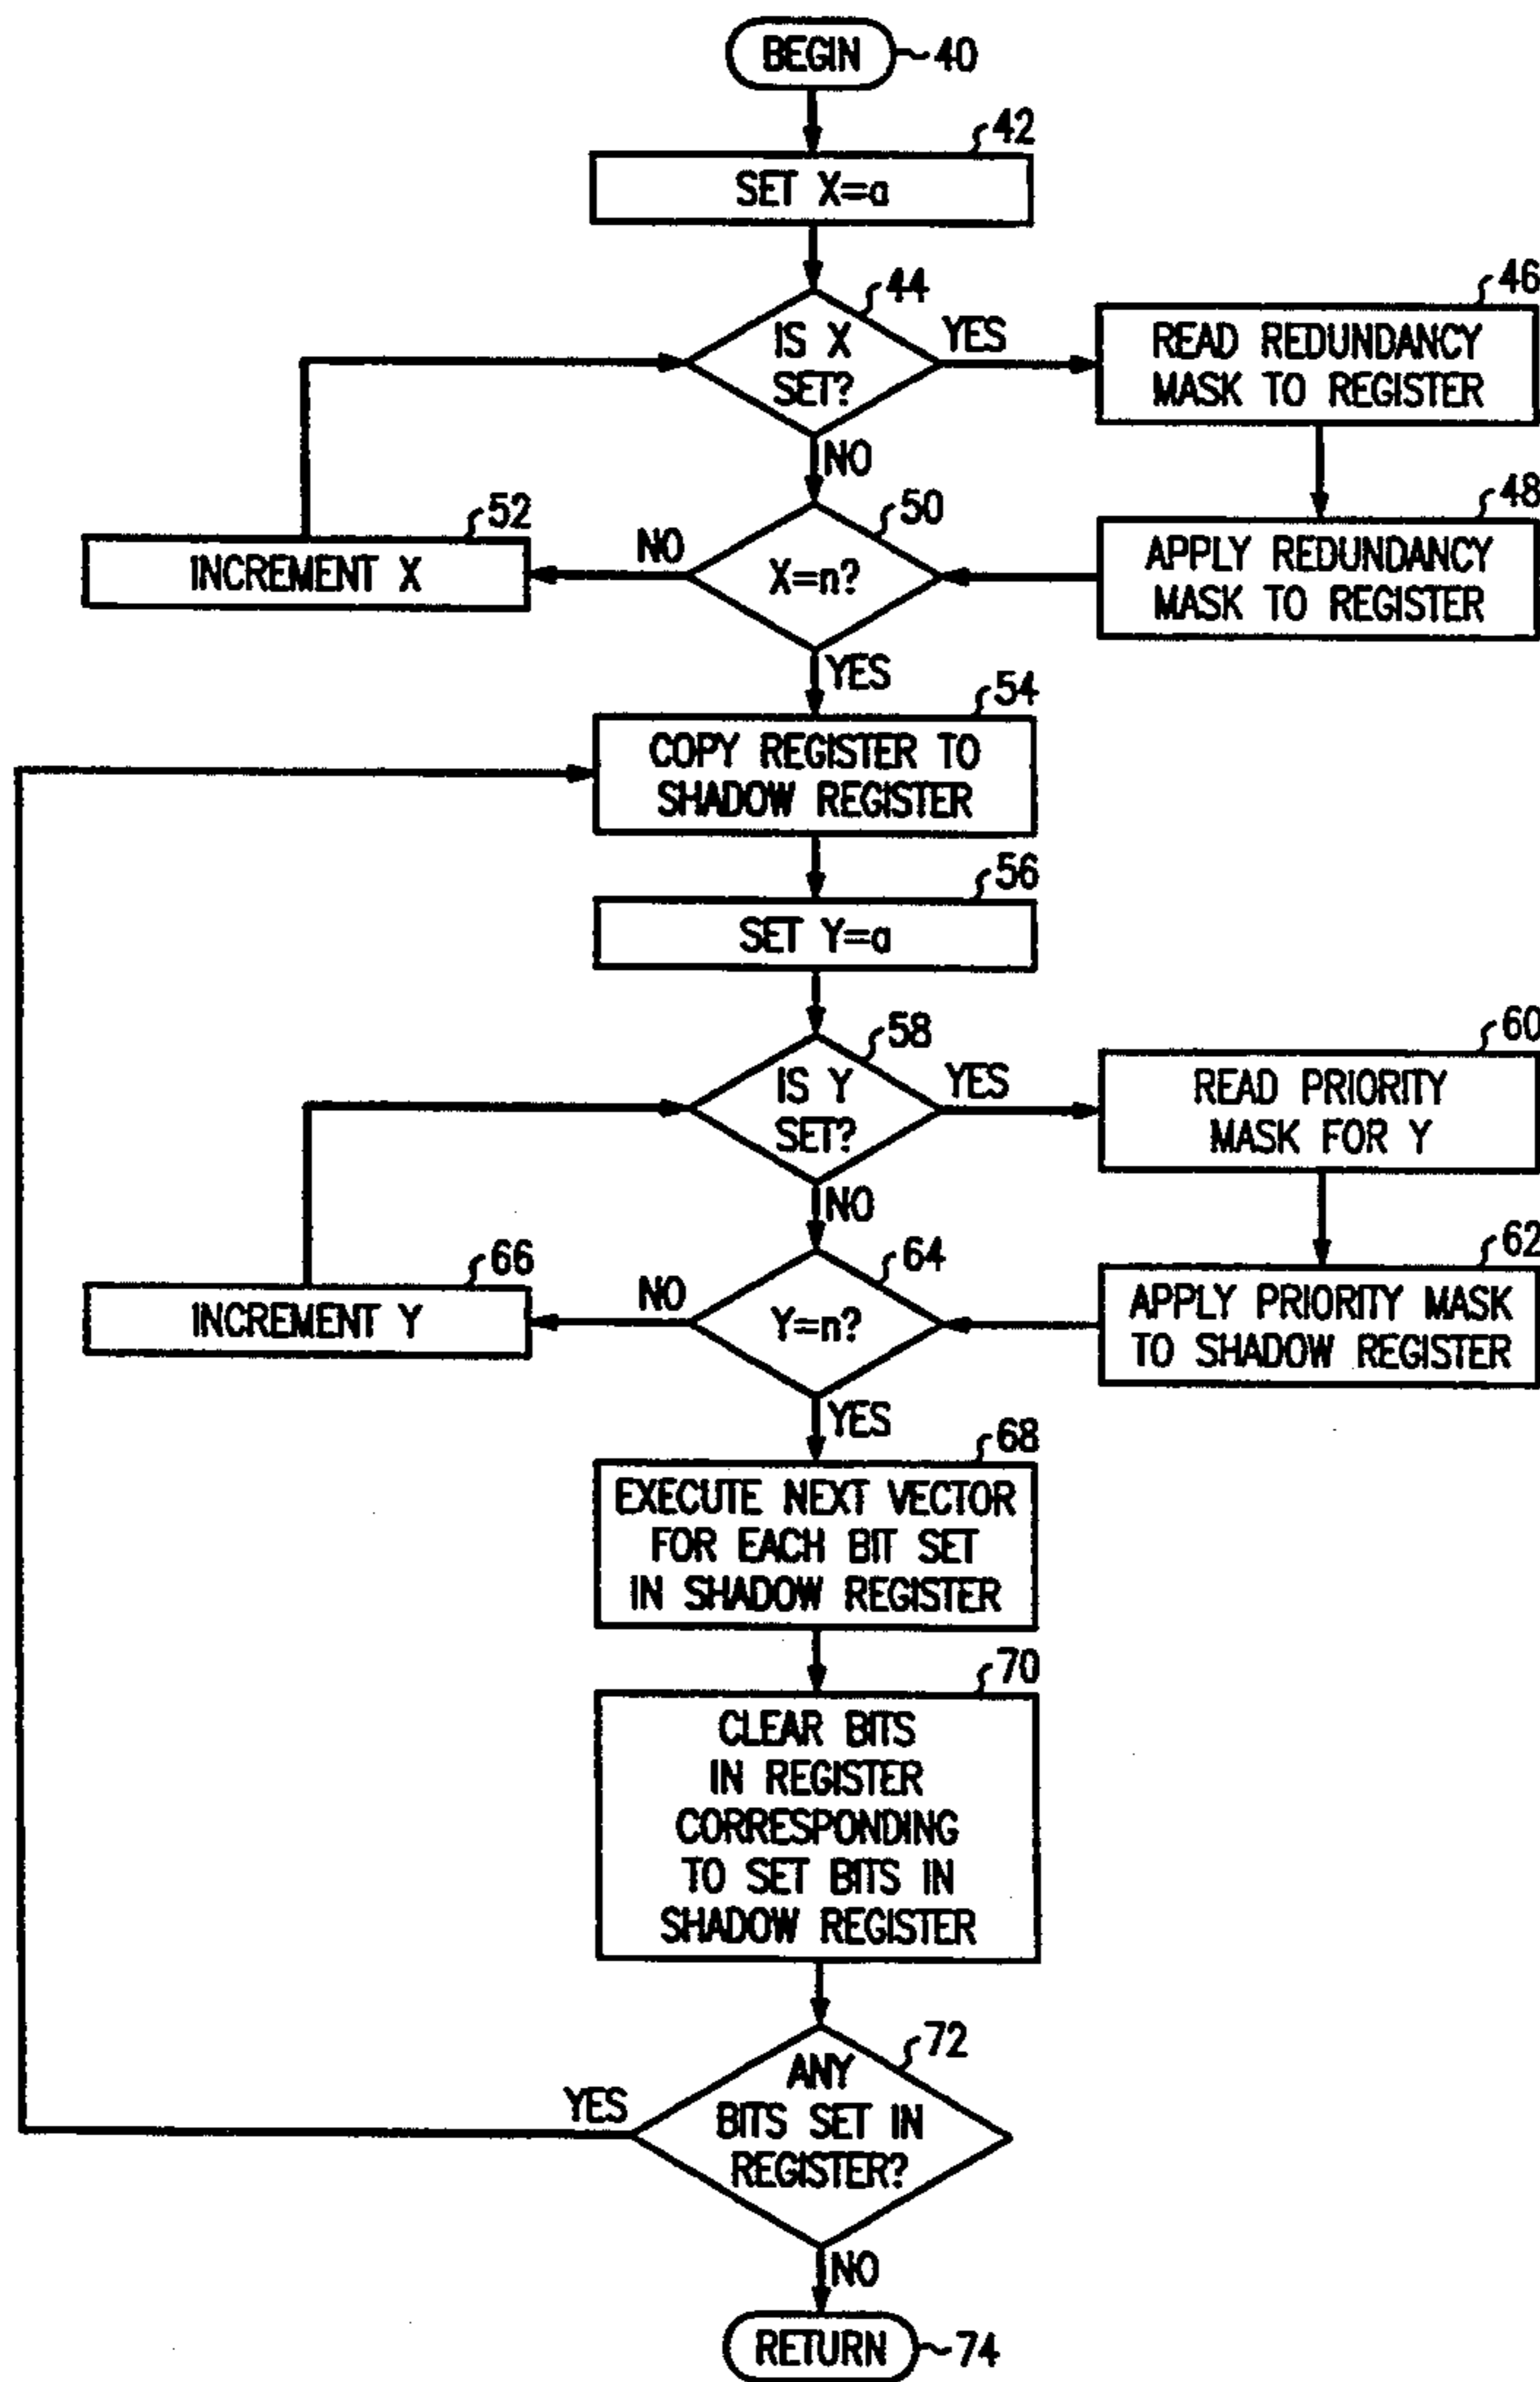 BEGIN ~40
42
SET X=a
44
IS X
SET?
YES
46
READ REDUNDANCY
MASK TO REGISTER
NO
48
APPLY REDUNDANCY
MASK TO REGISTER
50
X=n?
NO
52
INCREMENT X
YES
54
COPY REGISTER TO
SHADOW REGISTER
56
SET Y=a
58
IS Y
SET?
YES
60
READ PRIORITY
MASK FOR Y
NO
62
APPLY PRIORITY MASK
TO SHADOW REGISTER
64
Y=n?
NO
66
INCREMENT Y
YES
68
EXECUTE NEXT VECTOR
FOR EACH BIT SET
IN SHADOW REGISTER
70
CLEAR BITS
IN REGISTER
CORRESPONDING
TO SET BITS IN
SHADOW REGISTER
72
ANY
BITS SET IN
REGISTER?
YES
NO
RETURN ~74